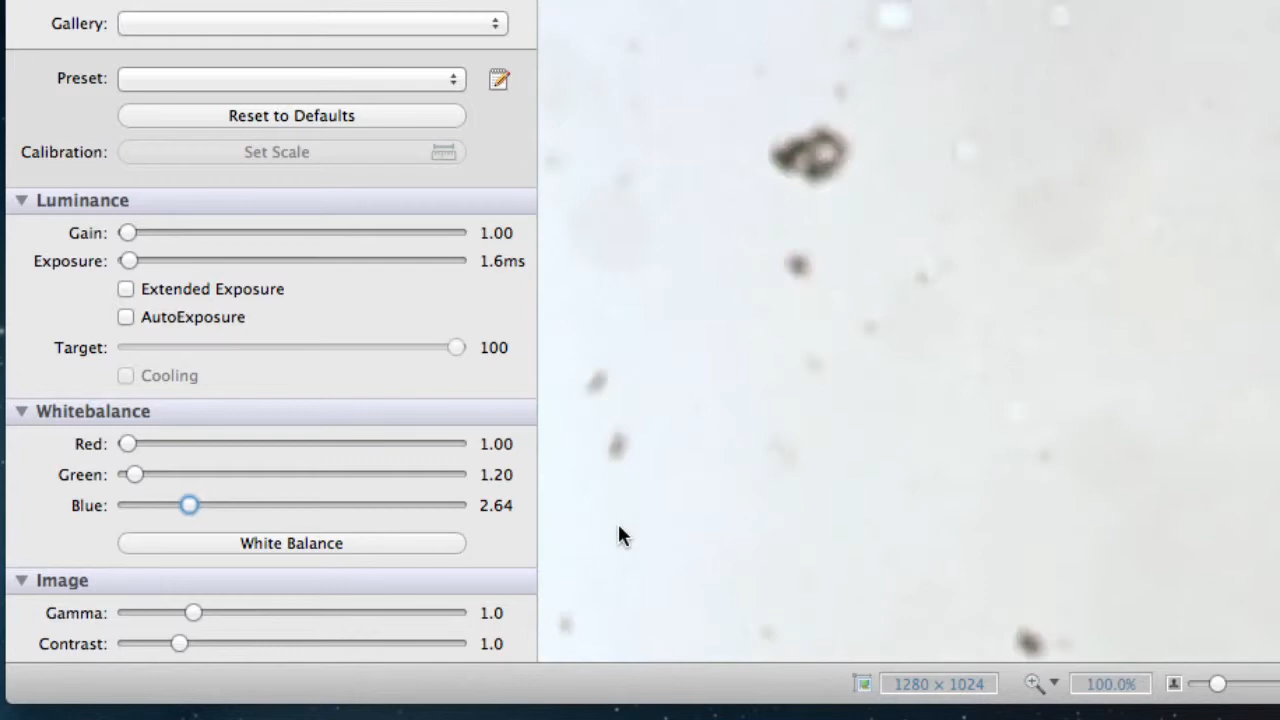 Gallery:
Preset:
Reset to Defaults
Calibration: Set Scale
Luminance
Gain: 1.00
Exposure: 1.6ms
Extended Exposure
AutoExposure
Target: 100
Cooling
Whitebalance
Red: 1.00
Green: 1.20
Blue: 2.64
White Balance
Image
Gamma: 1.0
Contrast: 1.0
1280 × 1024 100.0%